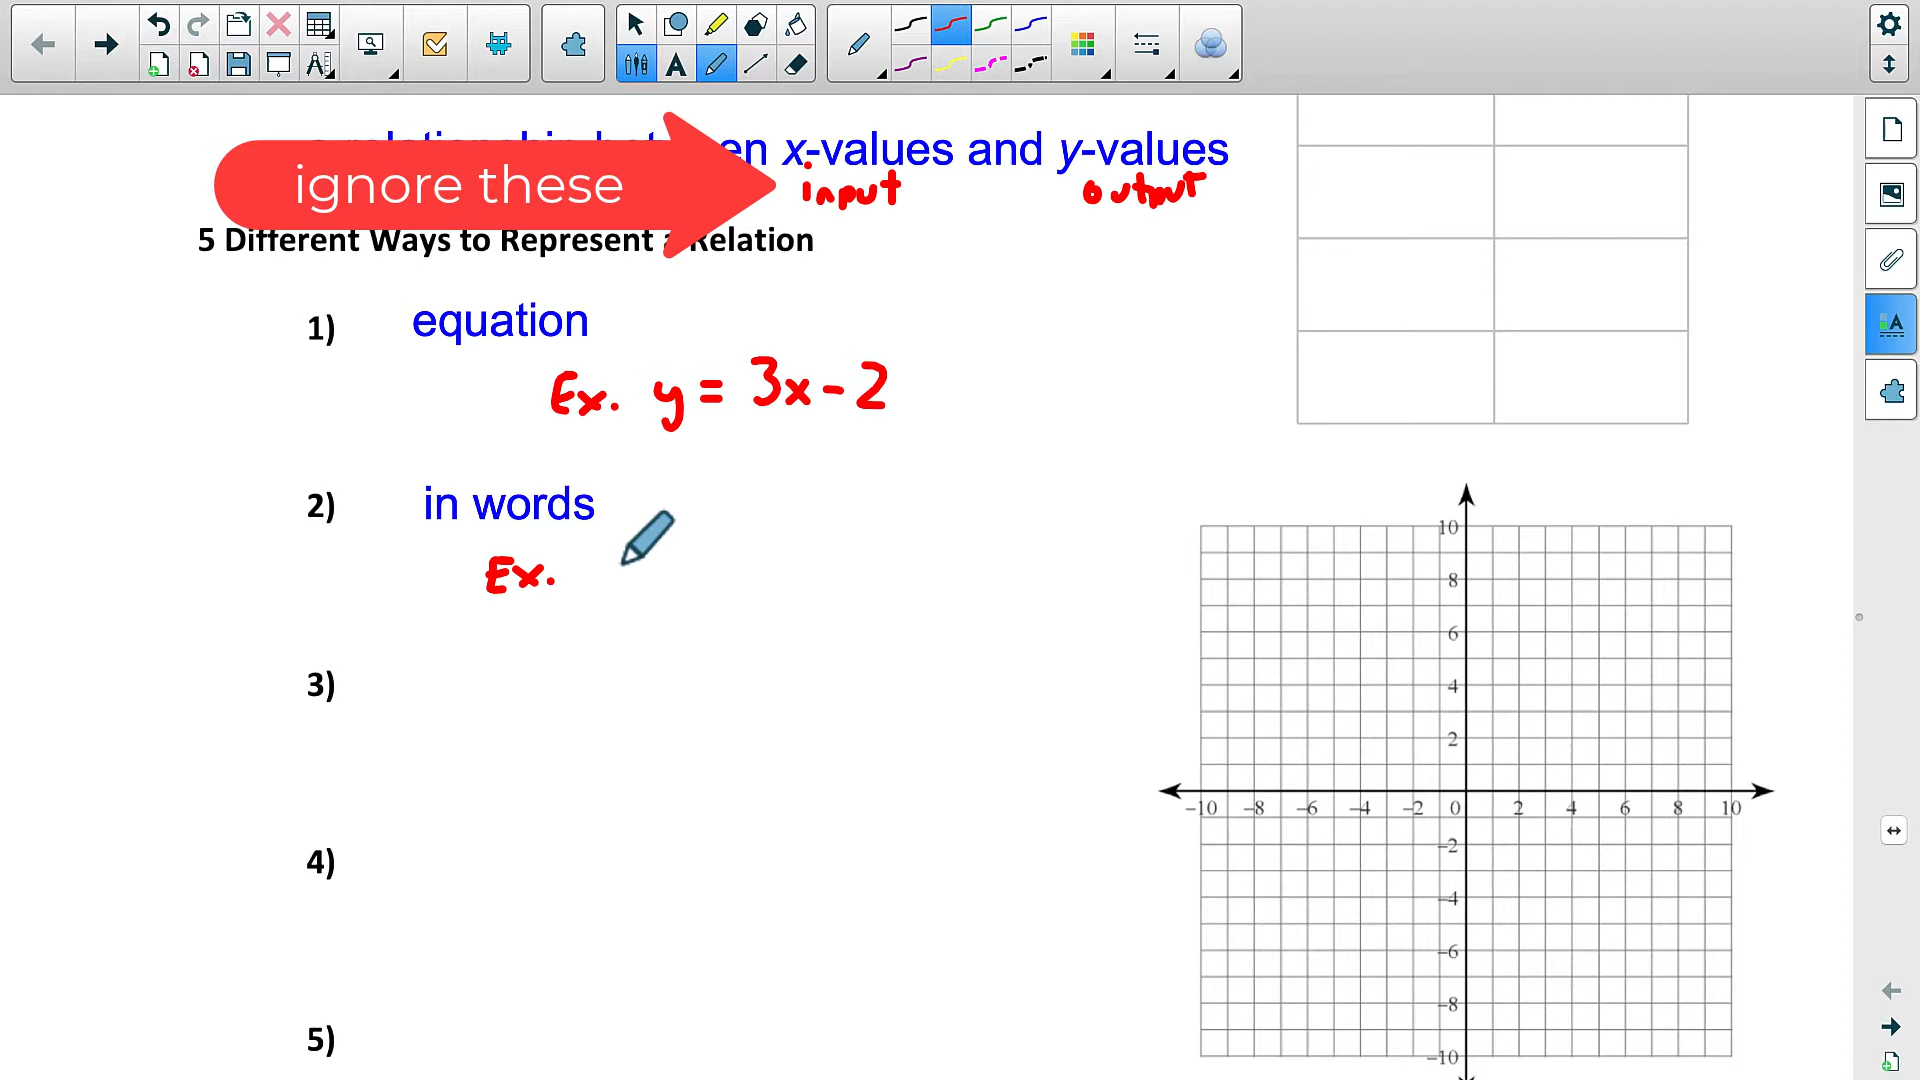 en x-values and y-values
ignore these
input output
5 Different Ways to Represent a Relation
1) equation
Ex. y = 3x - 2
2) in words
Ex.
3)
4)
5)
10
8
6
4
2
-10 -8 -6 -4 -2 0 2 4 6 8 10
-2
-4
-6
-8
-10